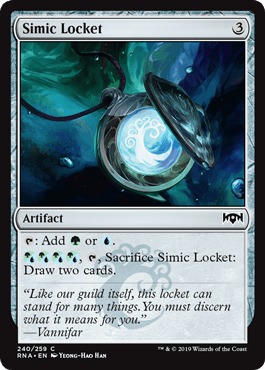 Simic Locket 3
Artifact
: Add or .
, , Sacrifice Simic Locket:
Draw two cards.
"Like our guild itself, this locket can
stand for many things. You must discern
what it means for you."
—Vannifar
240/259 C
RNA • EN Yeong-Hao Han
™ & © 2019 Wizards of the Coast